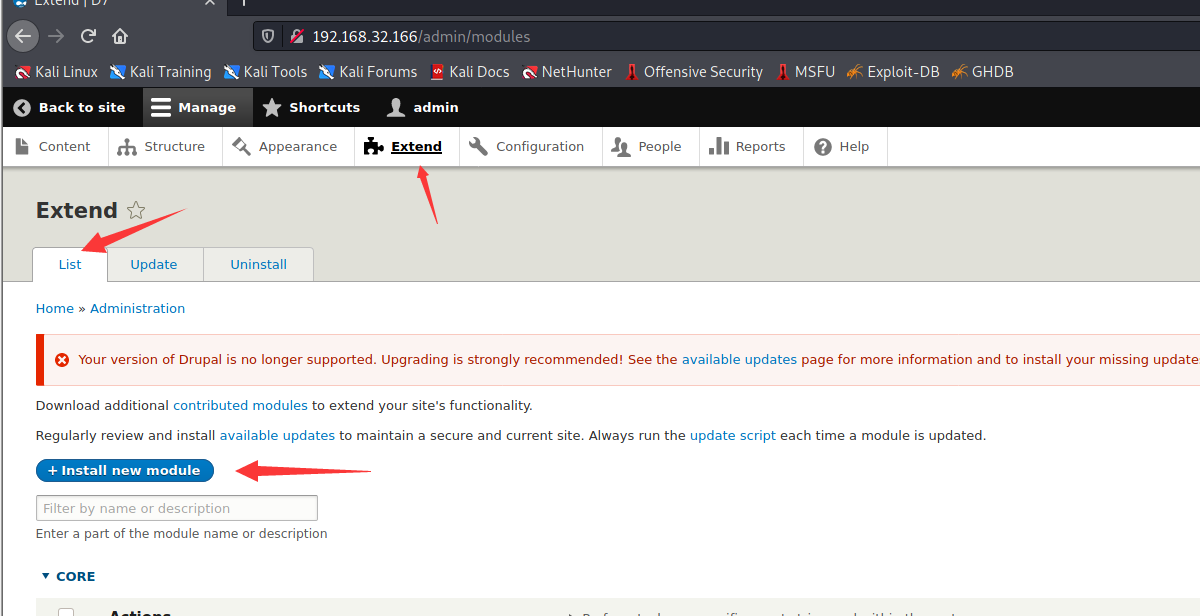 Extend | D7
192.168.32.166/admin/modules
Kali Linux Kali Training Kali Tools Kali Forums Kali Docs NetHunter Offensive Security MSFU Exploit-DB GHDB
Back to site Manage Shortcuts admin
Content Structure Appearance Extend Configuration People Reports Help
Extend
List Update Uninstall
Home » Administration
Your version of Drupal is no longer supported. Upgrading is strongly recommended! See the available updates page for more information and to install your missing update
Download additional contributed modules to extend your site's functionality.
Regularly review and install available updates to maintain a secure and current site. Always run the update script each time a module is updated.
+ Install new module
Filter by name or description
Enter a part of the module name or description
▼ CORE
Actions